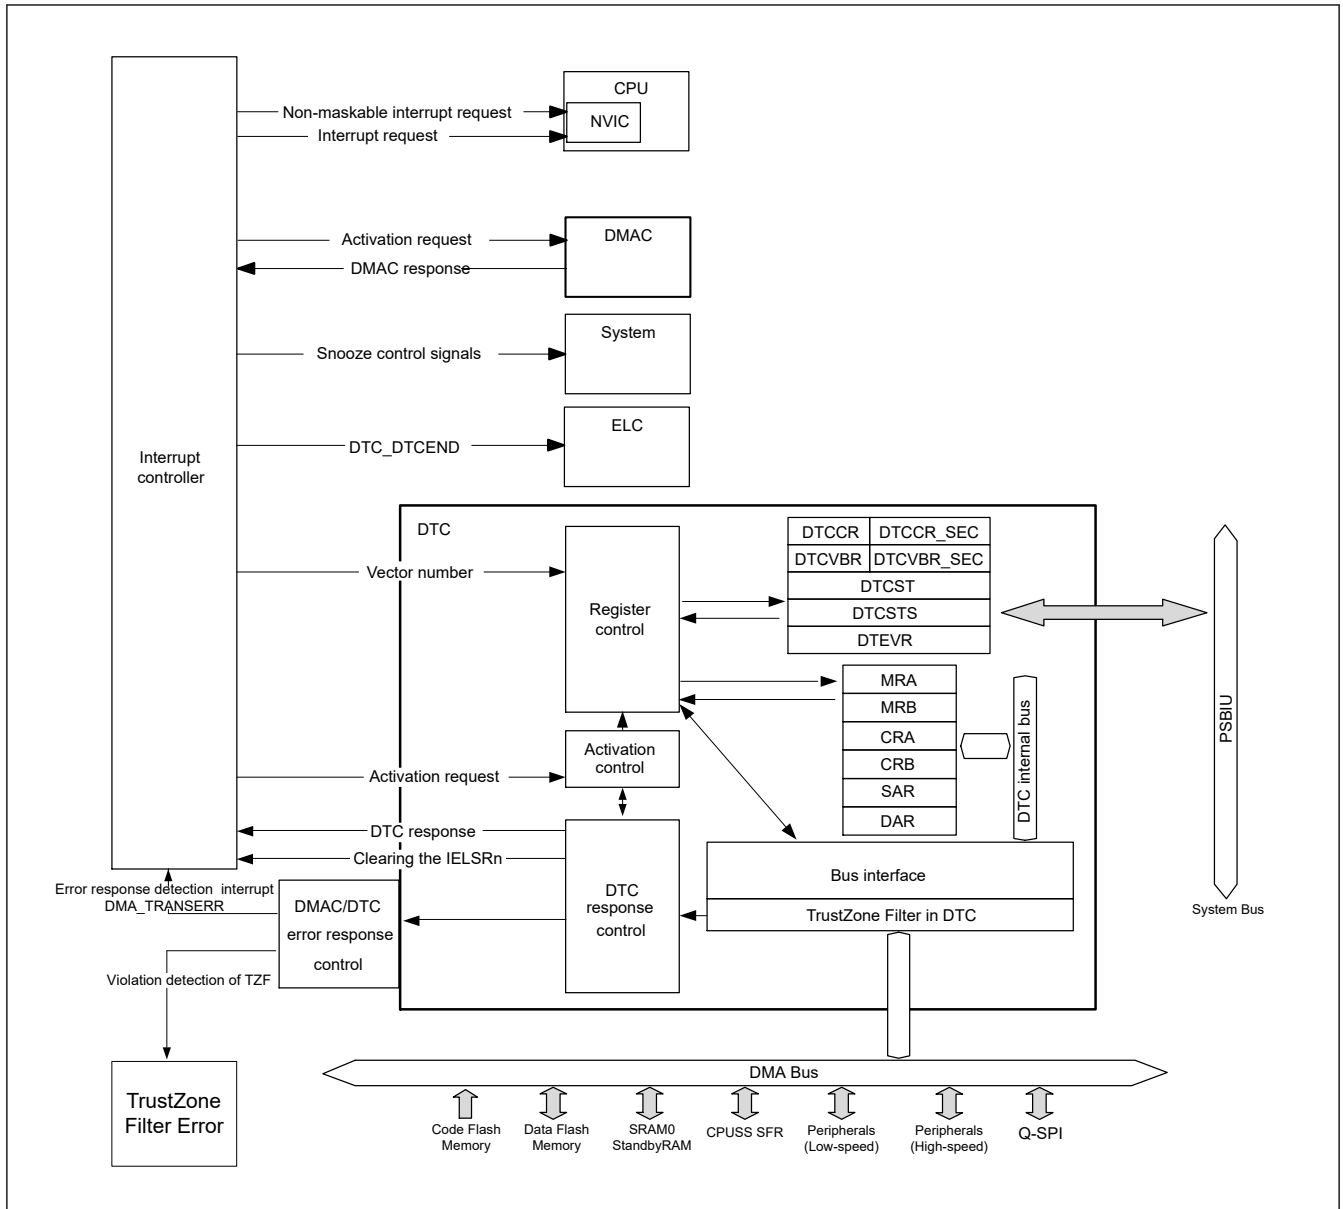 CPU
Non-maskable interrupt request
NVIC
Interrupt request
Activation request
DMAC
DMAC response
System
Snooze control signals
ELC
DTC_DTCEND
Interrupt
controller
DTC
DTCCR
DTCCR_SEC
DTCVBR
DTCVBR_SEC
Vector number
DTCST
Register
control
DTCSTS
DTEVR
MRA
MRB
CRA
CRB
SAR
DAR
DTC internal bus
PSBIU
System Bus
Activation
control
Activation request
DTC response
Clearing the IELSRn
Bus interface
TrustZone Filter in DTC
DTC
response
control
Error response detection interrupt
DMA_TRANSERR
DMAC/DTC
error response
control
Violation detection of TZF
TrustZone
Filter Error
DMA Bus
Code Flash
Memory
Data Flash
Memory
SRAM0
StandbyRAM
CPUSS SFR
Peripherals
(Low-speed)
Peripherals
(High-speed)
Q-SPI